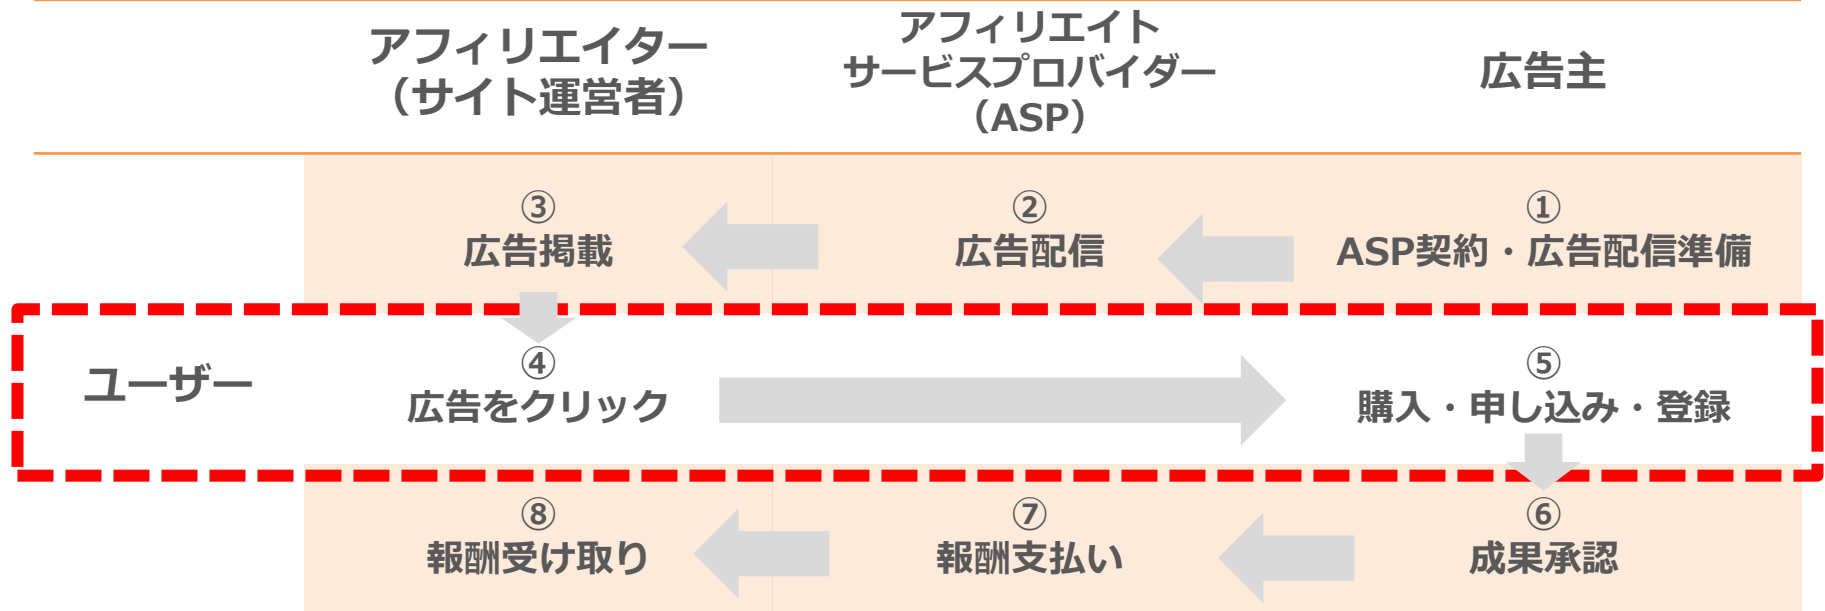 アフィリエイター
（サイト運営者）
アフィリエイト
サービスプロバイダー
（ASP）
広告主
③
広告掲載
②
広告配信
①
ASP契約・広告配信準備
ユーザー
④
広告をクリック
⑤
購入・申し込み・登録
⑧
報酬受け取り
⑦
報酬支払い
⑥
成果承認